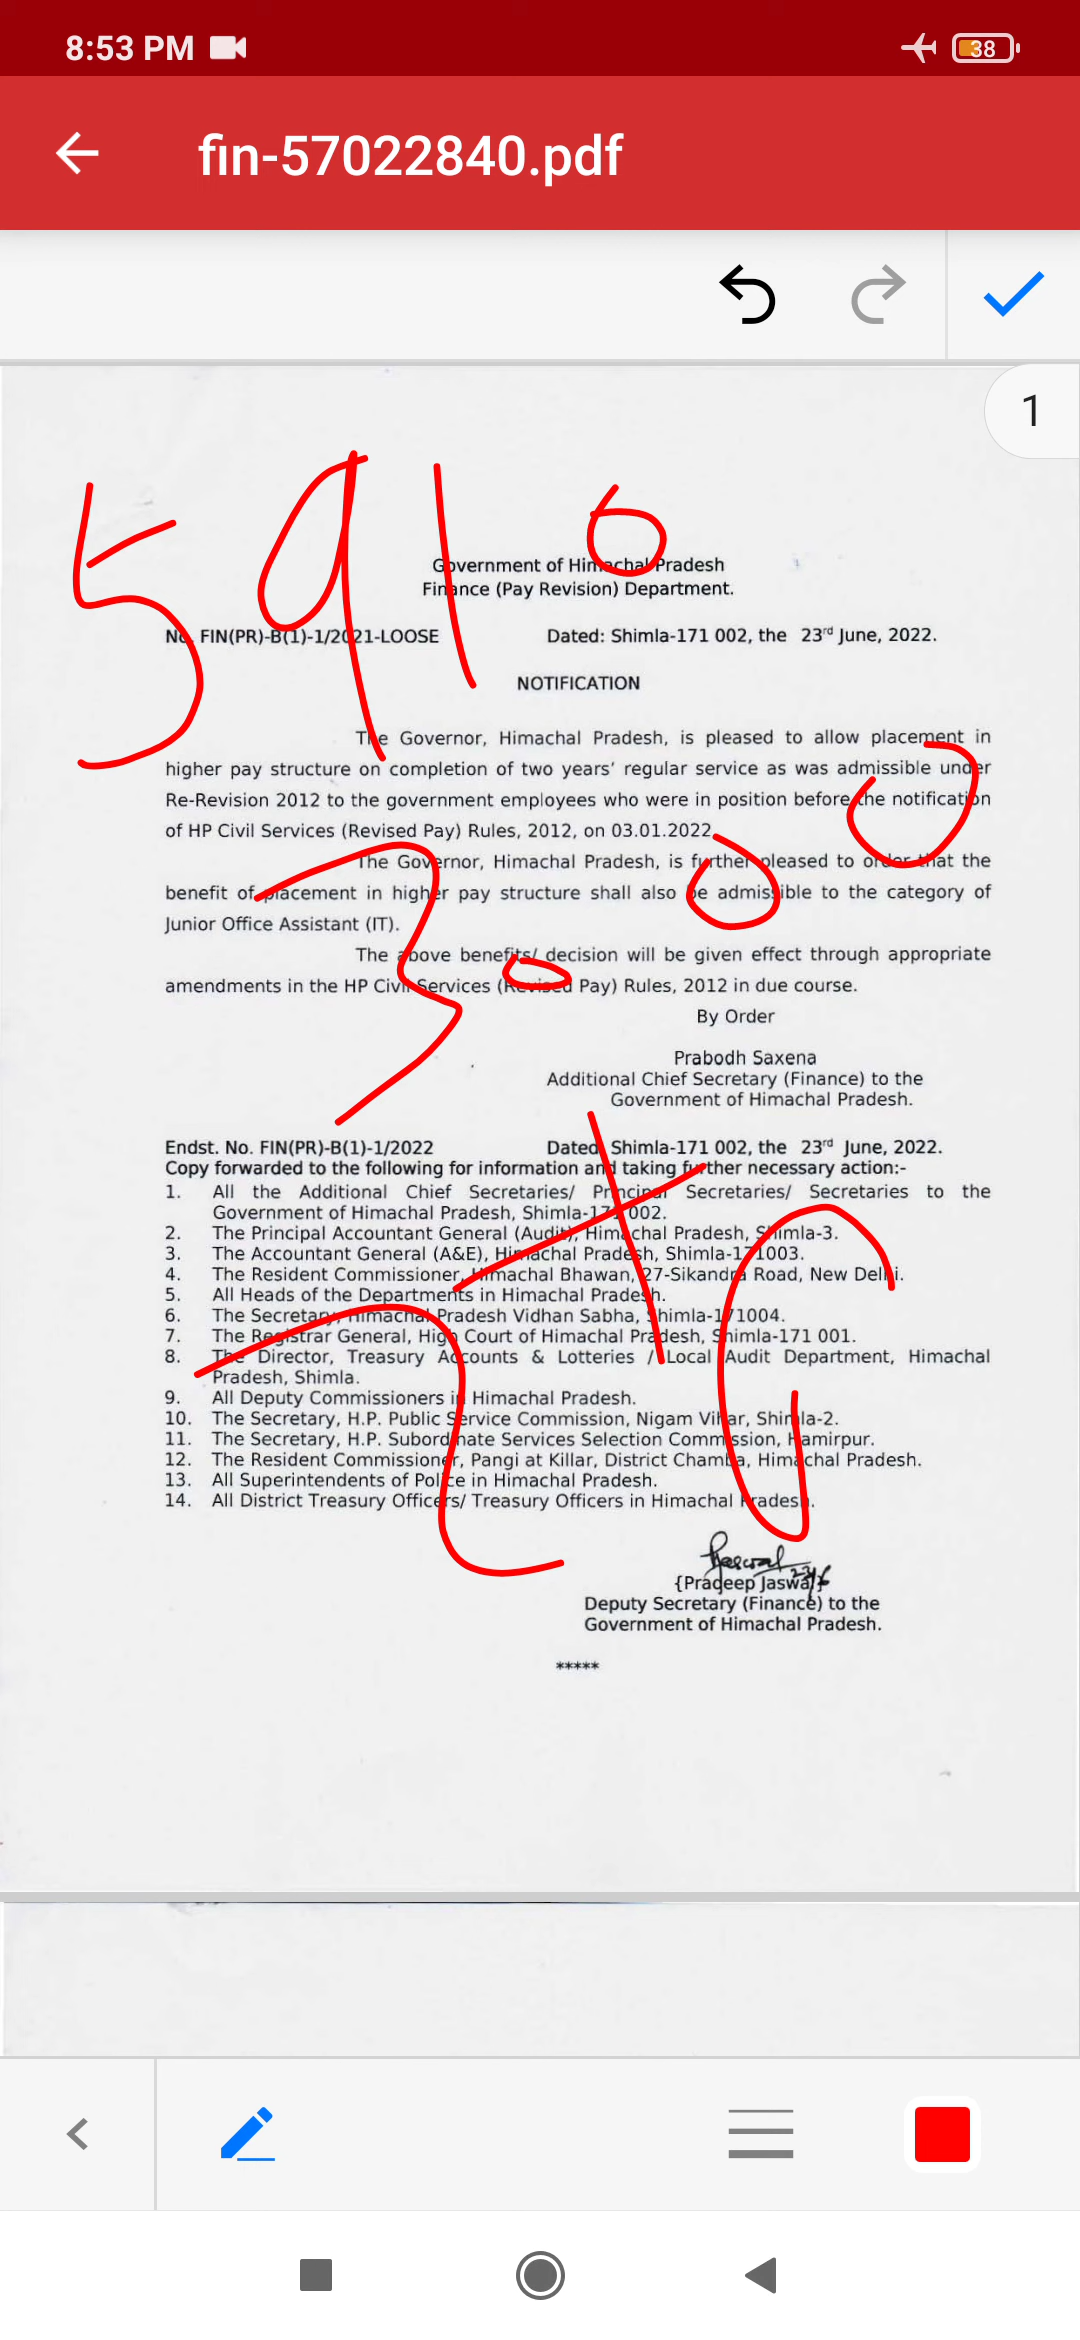 8:53 PM
38
fin-57022840.pdf
1
Government of Himachal Pradesh
Finance (Pay Revision) Department.
No. FIN(PR)-B(1)-1/2021-LOOSE Dated: Shimla-171 002, the 23rd June, 2022.
NOTIFICATION
The Governor, Himachal Pradesh, is pleased to allow placement in
higher pay structure on completion of two years' regular service as was admissible under
Re-Revision 2012 to the government employees who were in position before the notification
of HP Civil Services (Revised Pay) Rules, 2012, on 03.01.2022.
The Governor, Himachal Pradesh, is further pleased to order that the
benefit of placement in higher pay structure shall also be admissible to the category of
Junior Office Assistant (IT).
The above benefits/ decision will be given effect through appropriate
amendments in the HP Civil Services (Revised Pay) Rules, 2012 in due course.
By Order
Prabodh Saxena
Additional Chief Secretary (Finance) to the
Government of Himachal Pradesh.
Endst. No. FIN(PR)-B(1)-1/2022 Dated: Shimla-171 002, the 23rd June, 2022.
Copy forwarded to the following for information and taking further necessary action:-
1. All the Additional Chief Secretaries/ Principal Secretaries/ Secretaries to the
Government of Himachal Pradesh, Shimla-171 002.
2. The Principal Accountant General (Audit), Himachal Pradesh, Shimla-3.
3. The Accountant General (A&E), Himachal Pradesh, Shimla-171003.
4. The Resident Commissioner, Himachal Bhawan, 27-Sikandra Road, New Delhi.
5. All Heads of the Departments in Himachal Pradesh.
6. The Secretary, Himachal Pradesh Vidhan Sabha, Shimla-171004.
7. The Registrar General, High Court of Himachal Pradesh, Shimla-171 001.
8. The Director, Treasury Accounts & Lotteries / Local Audit Department, Himachal
Pradesh, Shimla.
9. All Deputy Commissioners in Himachal Pradesh.
10. The Secretary, H.P. Public Service Commission, Nigam Vihar, Shimla-2.
11. The Secretary, H.P. Subordinate Services Selection Commission, Hamirpur.
12. The Resident Commissioner, Pangi at Killar, District Chamba, Himachal Pradesh.
13. All Superintendents of Police in Himachal Pradesh.
14. All District Treasury Officers/ Treasury Officers in Himachal Pradesh.
{Pradeep Jaswal}
Deputy Secretary (Finance) to the
Government of Himachal Pradesh.
*****